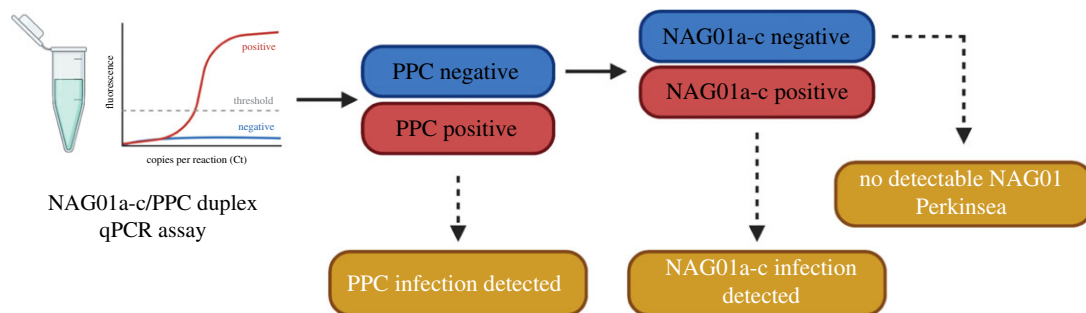 fluorescence
positive
threshold
negative
copies per reaction (Ct)
NAG01a-c/PPC duplex
qPCR assay
PPC negative
PPC positive
NAG01a-c negative
NAG01a-c positive
PPC infection detected
NAG01a-c infection
detected
no detectable NAG01
Perkinsea